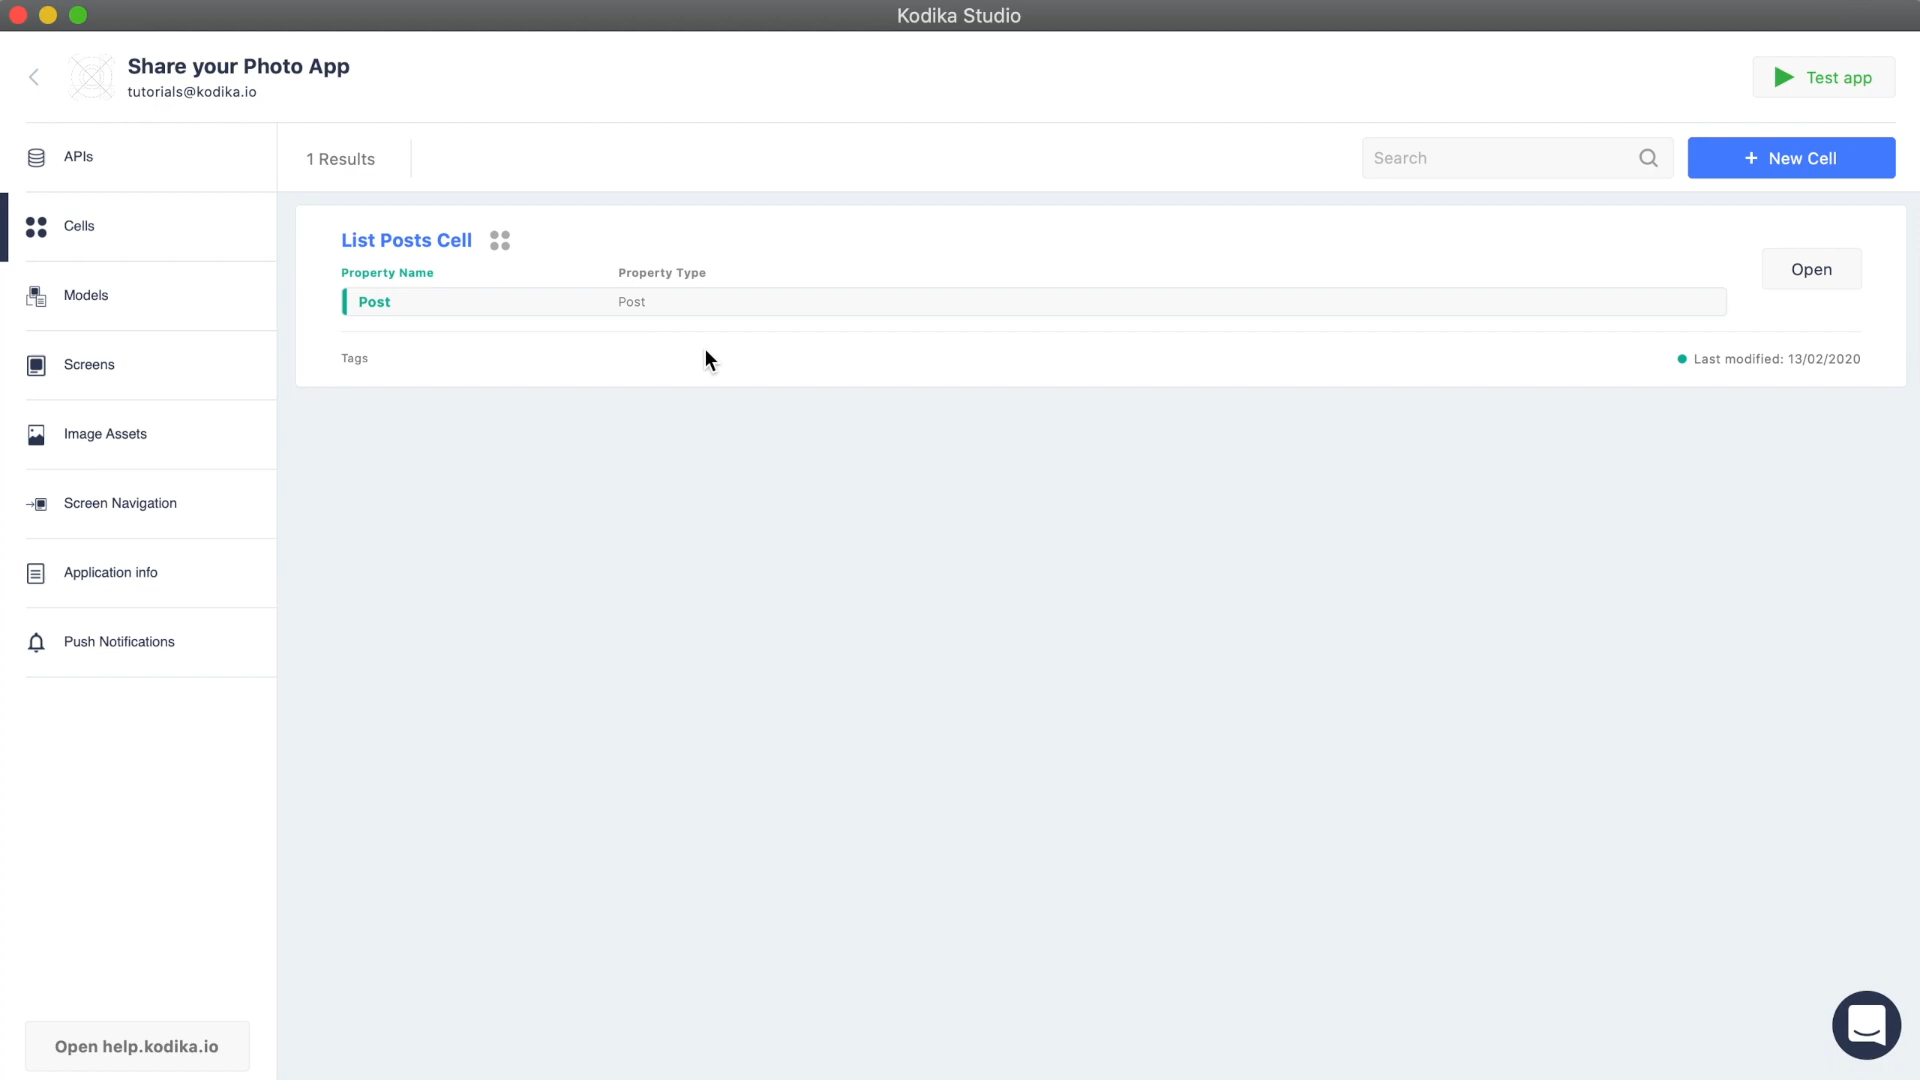 Kodika Studio
Share your Photo App
tutorials@kodika.io
Test app
APIs
Cells
Models
Screens
Image Assets
Screen Navigation
Application info
Push Notifications
Open help.kodika.io
1 Results
Search
+ New Cell
List Posts Cell
Property Name Property Type
Post Post
Open
Tags
Last modified: 13/02/2020